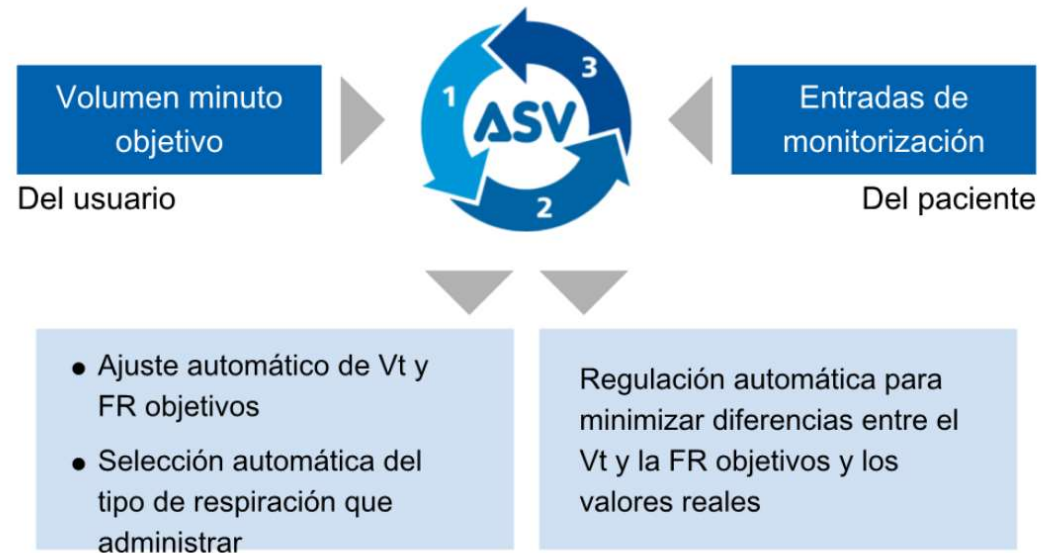 Volumen minuto
objetivo
Del usuario
1
ASV
3
2
Entradas de
monitorización
Del paciente
● Ajuste automático de Vt y
FR objetivos
● Selección automática del
tipo de respiración que
administrar
Regulación automática para
minimizar diferencias entre el
Vt y la FR objetivos y los
valores reales